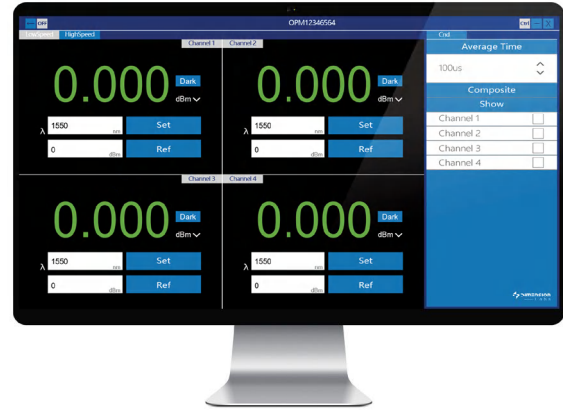 OFF OPM12346564 Ctrl
LowSpeed HighSpeed
Channel 1 Channel 2
0.000 Dark dBm
λ 1550 nm Set
0 dBm Ref
0.000 Dark dBm
λ 1550 nm Set
0 dBm Ref
Channel 3 Channel 4
0.000 Dark dBm
λ 1550 nm Set
0 dBm Ref
0.000 Dark dBm
λ 1550 nm Set
0 dBm Ref
Average Time
100us
Composite
Show
Channel 1
Channel 2
Channel 3
Channel 4